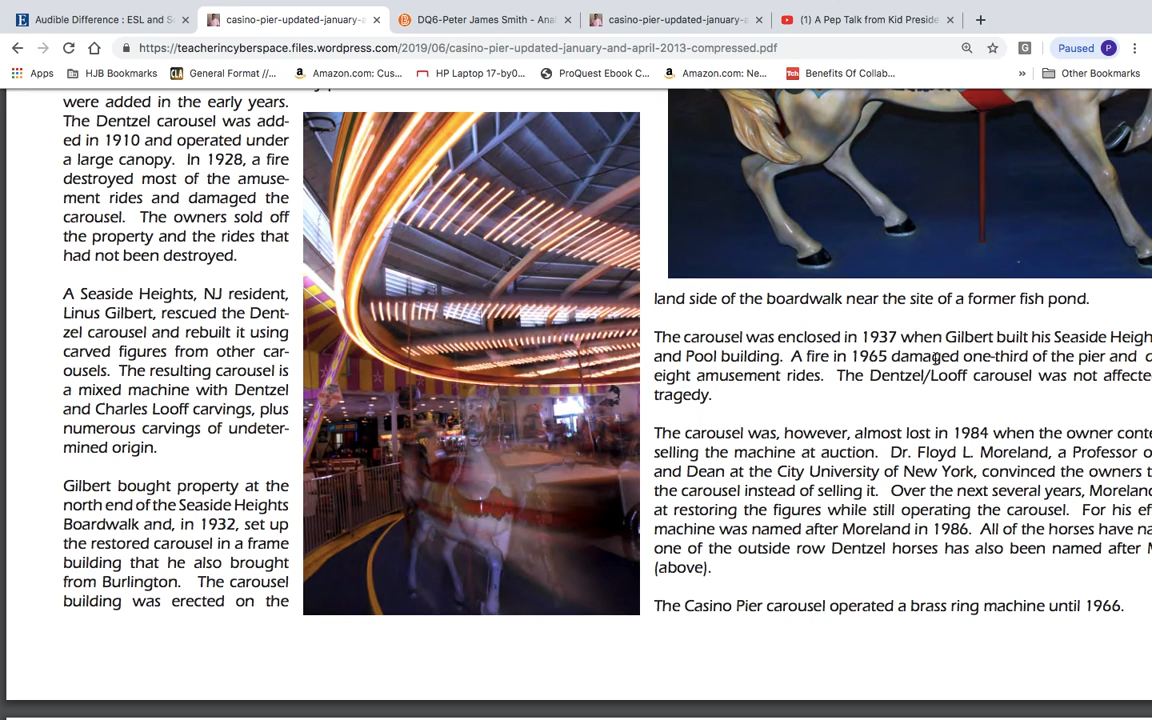 Audible Difference : ESL and S
casino-pier-updated-january-a
DQ6-Peter James Smith - Ana
casino-pier-updated-january-a
(1) A Pep Talk from Kid Preside
https://teacherincyberspace.files.wordpress.com/2019/06/casino-pier-updated-january-and-april-2013-compressed.pdf
Paused P
Apps
HJB Bookmarks
CLA General Format //...
Amazon.com: Cus...
HP Laptop 17-by0...
ProQuest Ebook C...
Amazon.com: Ne...
Tch Benefits Of Collab...
»
Other Bookmarks
were added in the early years.
The Dentzel carousel was add-
ed in 1910 and operated under
a large canopy. In 1928, a fire
destroyed most of the amuse-
ment rides and damaged the
carousel. The owners sold off
the property and the rides that
had not been destroyed.
A Seaside Heights, NJ resident,
Linus Gilbert, rescued the Dent-
zel carousel and rebuilt it using
carved figures from other car-
ousels. The resulting carousel is
a mixed machine with Dentzel
and Charles Looff carvings, plus
numerous carvings of undeter-
mined origin.
Gilbert bought property at the
north end of the Seaside Heights
Boardwalk and, in 1932, set up
the restored carousel in a frame
building that he also brought
from Burlington. The carousel
building was erected on the
land side of the boardwalk near the site of a former fish pond.
The carousel was enclosed in 1937 when Gilbert built his Seaside Heigh
and Pool building. A fire in 1965 damaged one-third of the pier and
eight amusement rides. The Dentzel/Looff carousel was not affecte
tragedy.
The carousel was, however, almost lost in 1984 when the owner conte
selling the machine at auction. Dr. Floyd L. Moreland, a Professor o
and Dean at the City University of New York, convinced the owners t
the carousel instead of selling it. Over the next several years, Moreland
at restoring the figures while still operating the carousel. For his ef
machine was named after Moreland in 1986. All of the horses have na
one of the outside row Dentzel horses has also been named after M
(above).
The Casino Pier carousel operated a brass ring machine until 1966.